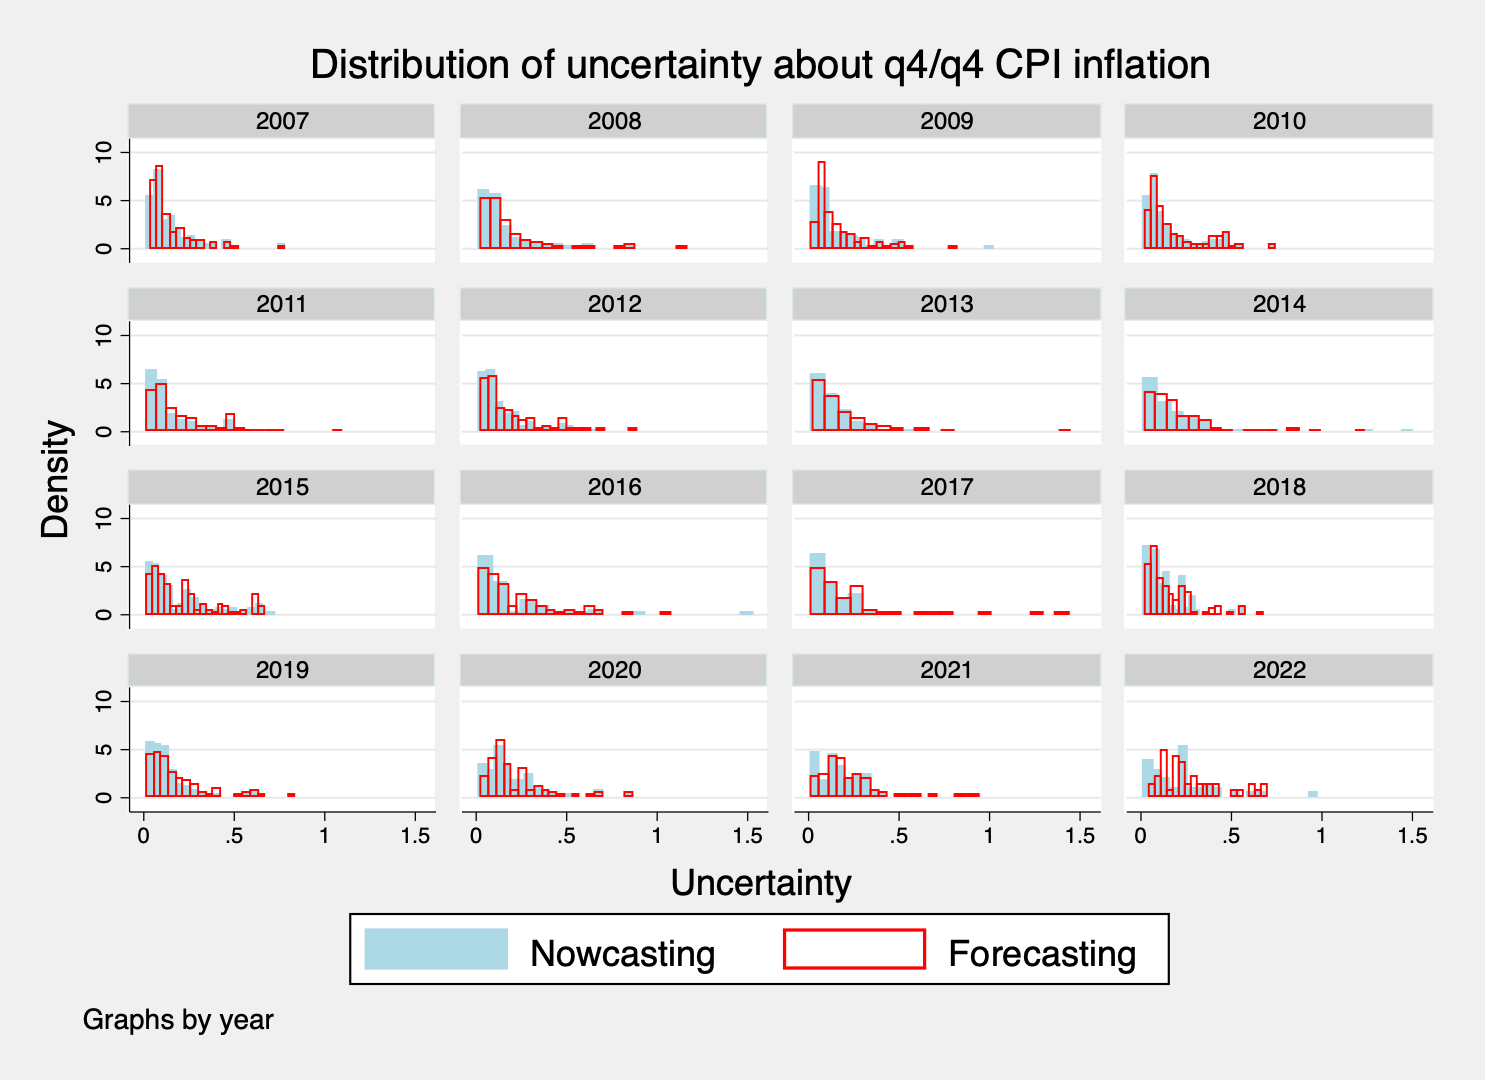 Distribution of uncertainty about q4/q4 CPI inflation
2007 2008 2009 2010
10
5
0
2011 2012 2013 2014
10
5
0
Density
2015 2016 2017 2018
10
5
0
2019 2020 2021 2022
10
5
0
0 .5 1 1.5 0 .5 1 1.5 0 .5 1 1.5 0 .5 1 1.5
Uncertainty
Nowcasting Forecasting
Graphs by year